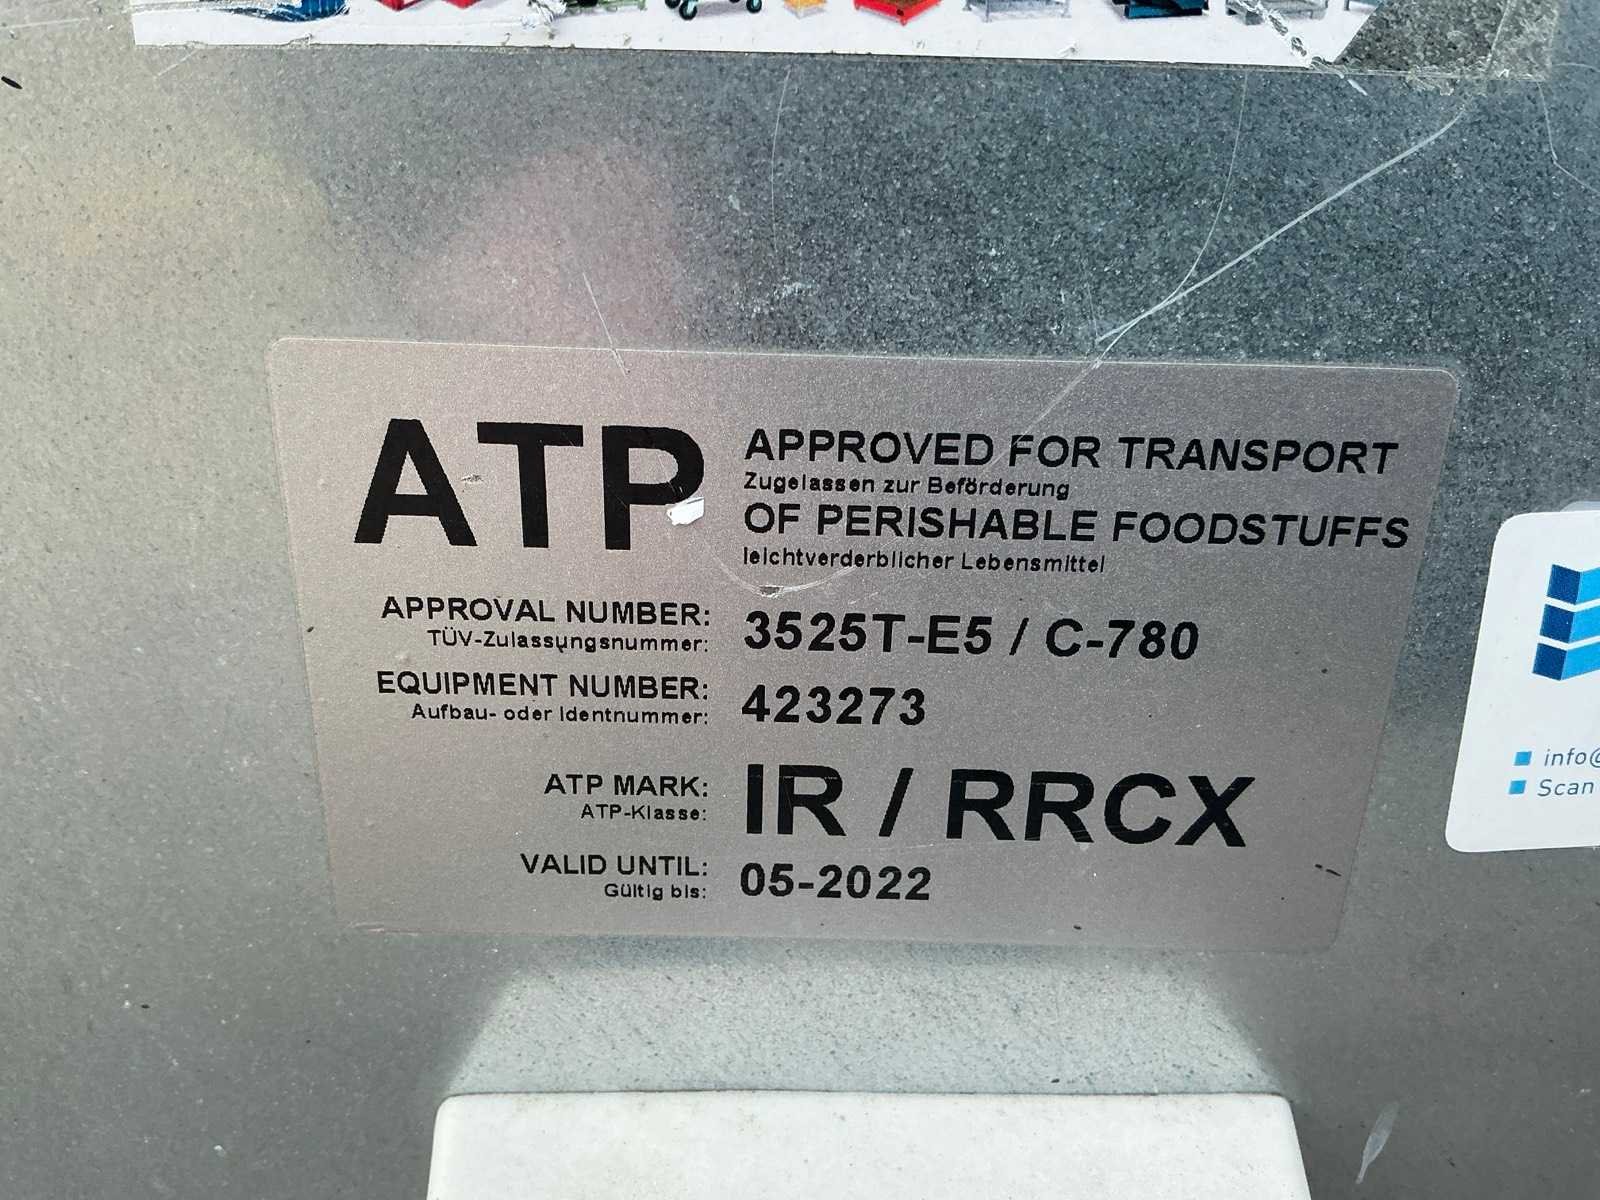 ATP
APPROVED FOR TRANSPORT
Zugelassen zur Beförderung
OF PERISHABLE FOODSTUFFS
leichtverderblicher Lebensmittel
APPROVAL NUMBER: 3525T-E5 / C-780
TÜV-Zulassungsnummer:
EQUIPMENT NUMBER: 423273
Aufbau- oder Identnummer:
ATP MARK: IR / RRCX
ATP-Klasse:
VALID UNTIL: 05-2022
Gültig bis:
info@
Scan